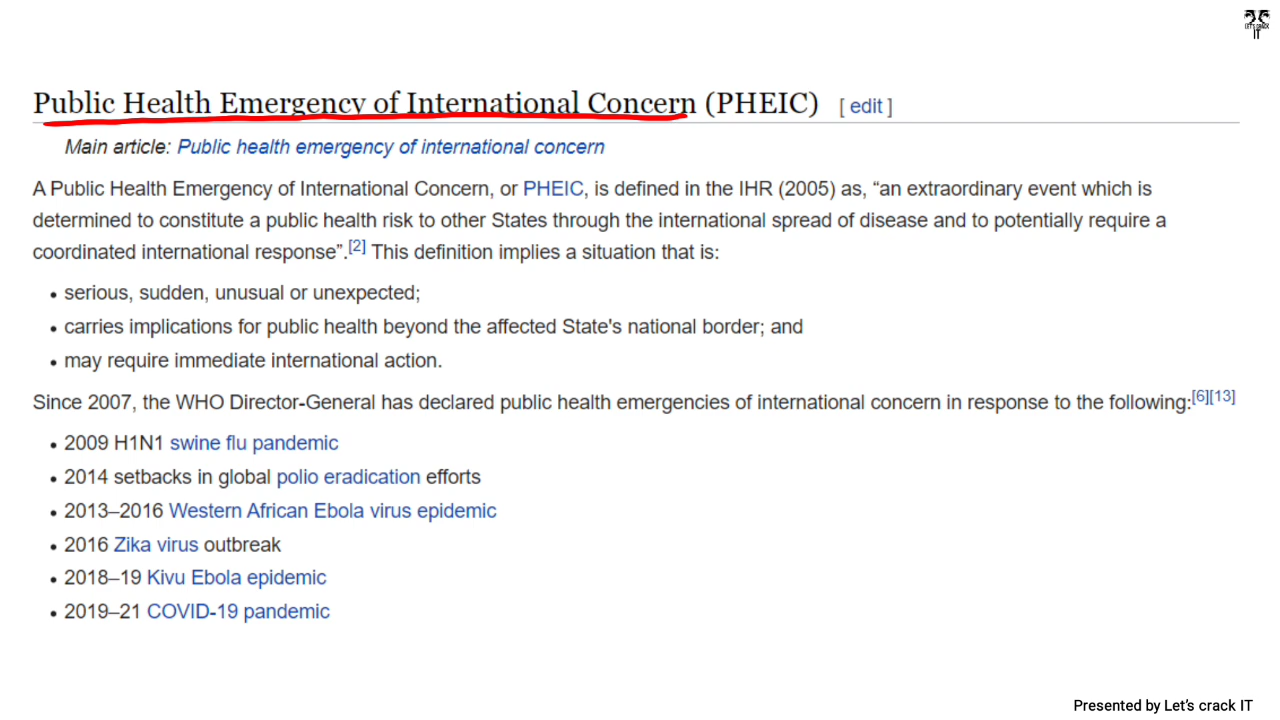 LET'S CRACK
IT
Public Health Emergency of International Concern (PHEIC) [ edit ]
Main article: Public health emergency of international concern
A Public Health Emergency of International Concern, or PHEIC, is defined in the IHR (2005) as, “an extraordinary event which is
determined to constitute a public health risk to other States through the international spread of disease and to potentially require a
coordinated international response”.[2] This definition implies a situation that is:
• serious, sudden, unusual or unexpected;
• carries implications for public health beyond the affected State's national border; and
• may require immediate international action.
Since 2007, the WHO Director-General has declared public health emergencies of international concern in response to the following:[6][13]
• 2009 H1N1 swine flu pandemic
• 2014 setbacks in global polio eradication efforts
• 2013–2016 Western African Ebola virus epidemic
• 2016 Zika virus outbreak
• 2018–19 Kivu Ebola epidemic
• 2019–21 COVID-19 pandemic
Presented by Let’s crack IT